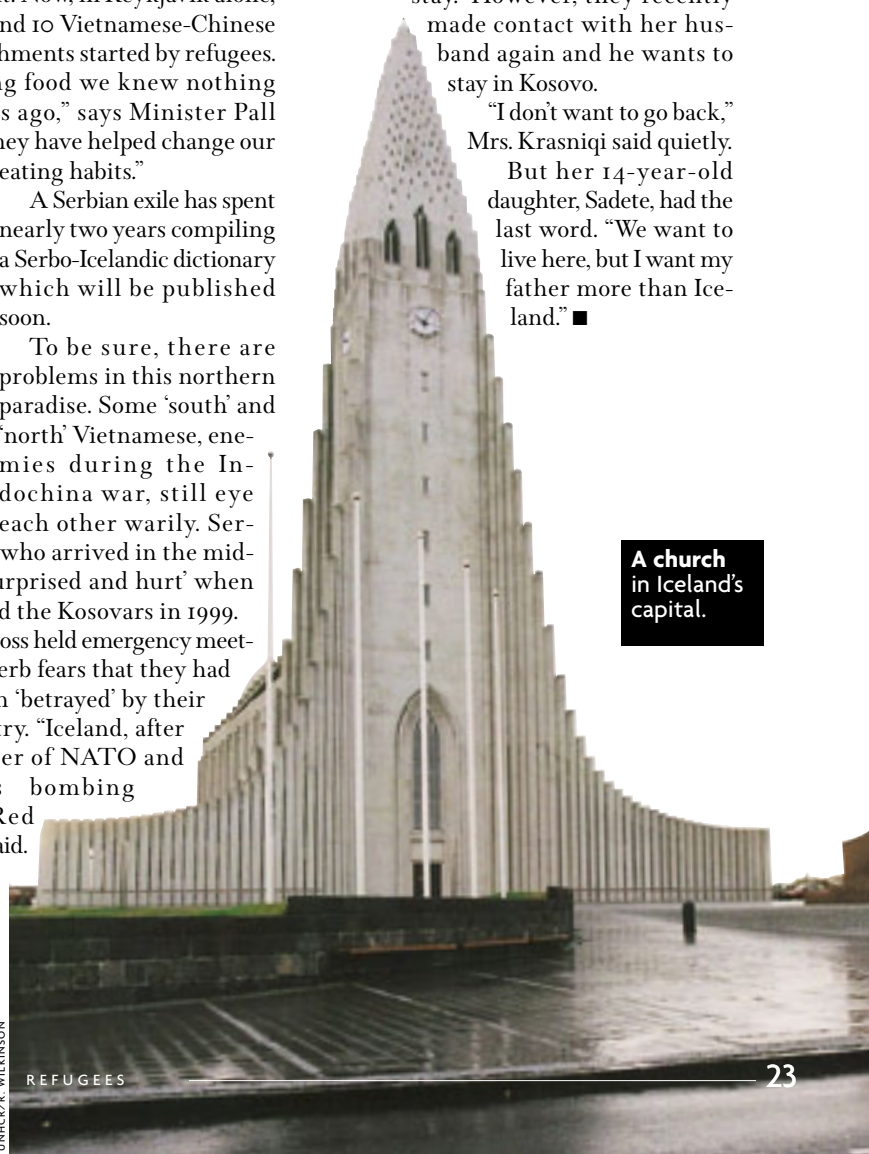 nd 10 Vietnamese-Chinese
hments started by refugees.
ng food we knew nothing
s ago,” says Minister Pall
hey have helped change our
eating habits.”
A Serbian exile has spent
nearly two years compiling
a Serbo-Icelandic dictionary
which will be published
soon.
To be sure, there are
problems in this northern
paradise. Some ‘south’ and
‘north’ Vietnamese, ene-
mies during the In-
dochina war, still eye
each other warily. Ser-
who arrived in the mid-
urprised and hurt’ when
d the Kosovars in 1999.
oss held emergency meet-
erb fears that they had
n ‘betrayed’ by their
try. “Iceland, after
er of NATO and
s bombing
Red
aid.
stay.” However, they recently
made contact with her hus-
band again and he wants to
stay in Kosovo.
“I don’t want to go back,”
Mrs. Krasniqi said quietly.
But her 14-year-old
daughter, Sadete, had the
last word. “We want to
live here, but I want my
father more than Ice-
land.” ■
A church
in Iceland’s
capital.
UNHCR/R. WILKINSON
REFUGEES
23